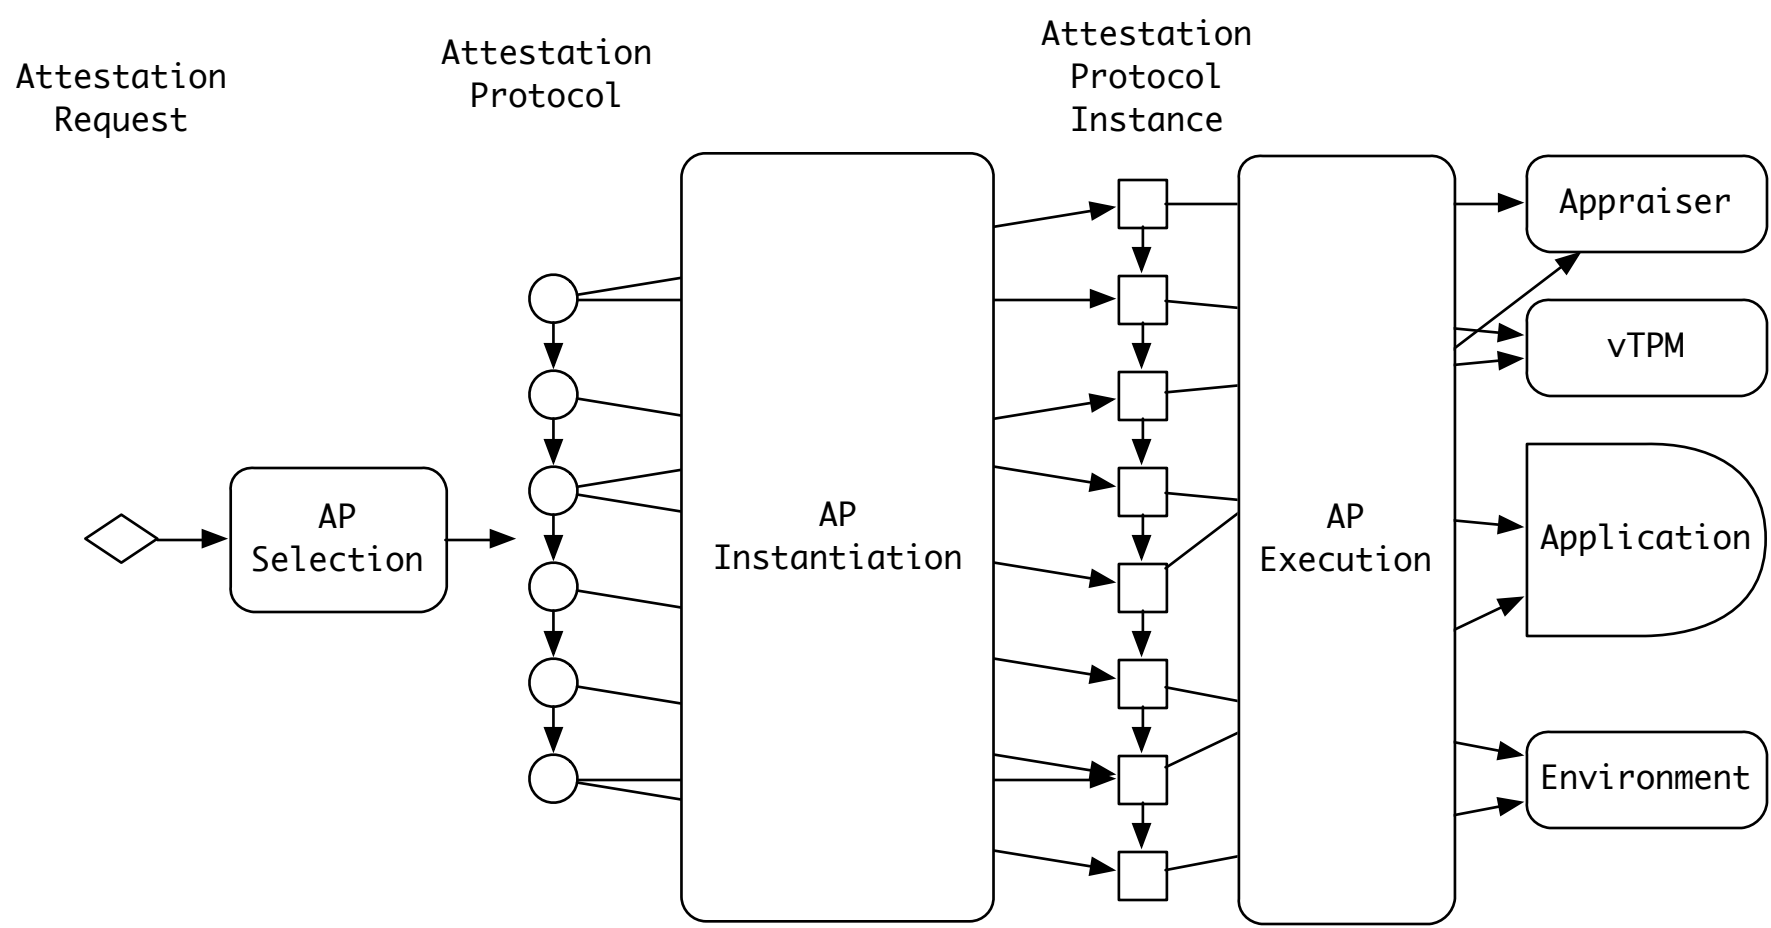 Attestation
Request
Attestation
Protocol
Attestation
Protocol
Instance
AP
Selection
AP
Instantiation
AP
Execution
Appraiser
vTPM
Application
Environment